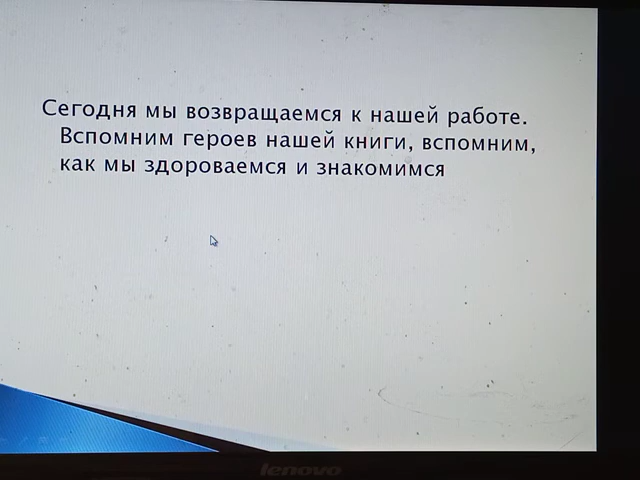 Сегодня мы возвращаемся к нашей работе.
Вспомним героев нашей книги, вспомним,
как мы здороваемся и знакомимся
lenovo